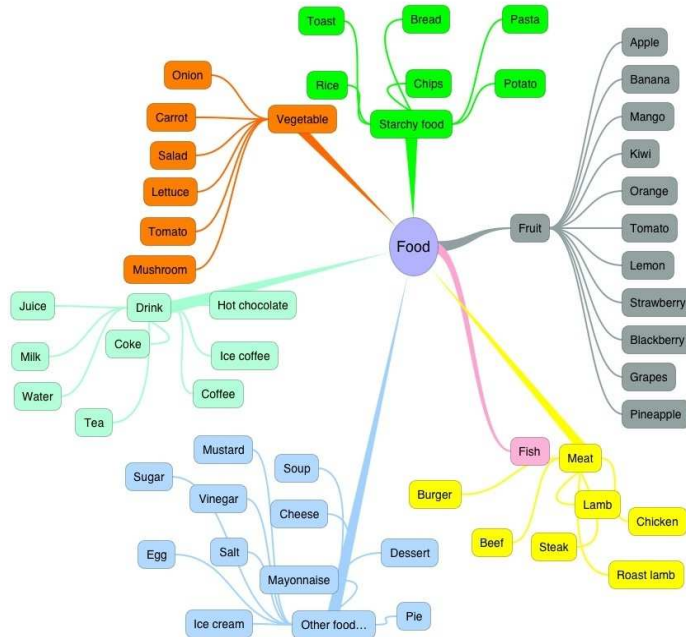 Toast
Bread
Pasta
Rice
Chips
Potato
Starchy food
Onion
Carrot
Salad
Lettuce
Tomato
Mushroom
Vegetable
Food
Fruit
Apple
Banana
Mango
Kiwi
Orange
Tomato
Lemon
Strawberry
Blackberry
Grapes
Pineapple
Drink
Juice
Milk
Water
Tea
Coke
Hot chocolate
Ice coffee
Coffee
Fish
Meat
Burger
Beef
Steak
Lamb
Chicken
Roast lamb
Mustard
Soup
Sugar
Vinegar
Cheese
Egg
Salt
Mayonnaise
Dessert
Ice cream
Other food...
Pie